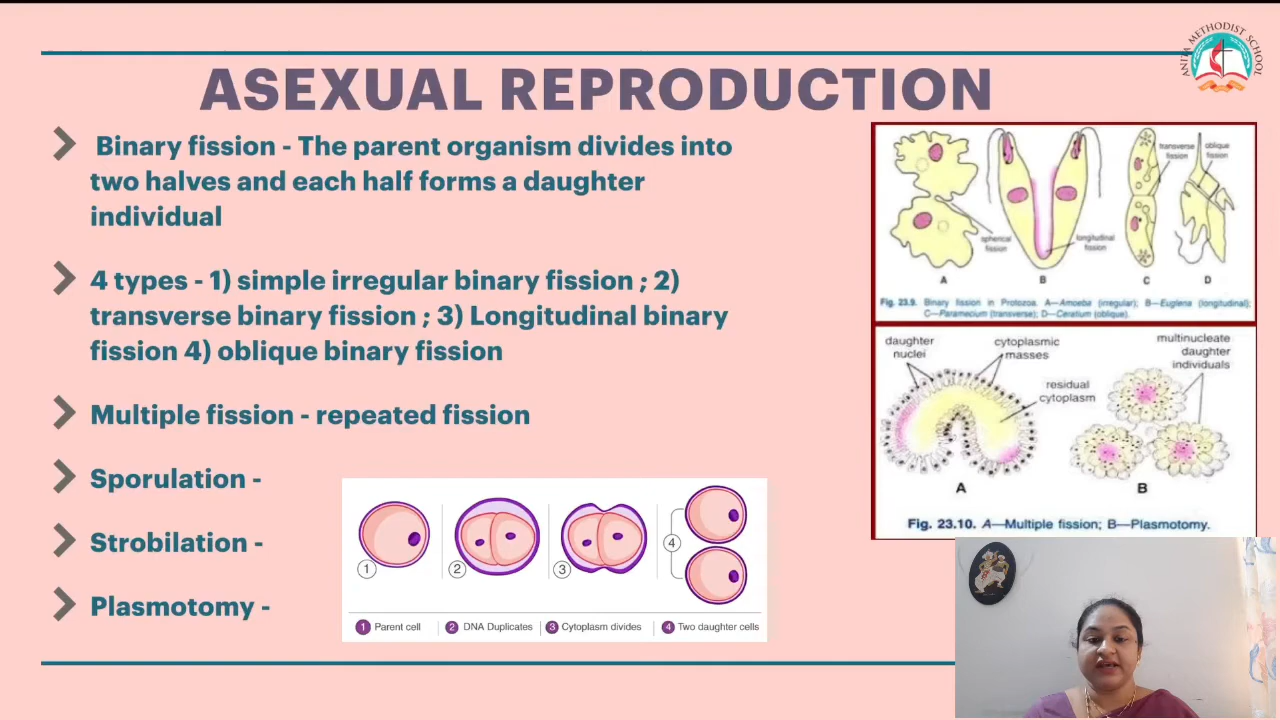 ANITA METHODIST SCHOOL
ASEXUAL REPRODUCTION
Binary fission - The parent organism divides into
two halves and each half forms a daughter
individual
4 types - 1) simple irregular binary fission ; 2)
transverse binary fission ; 3) Longitudinal binary
fission 4) oblique binary fission
Multiple fission - repeated fission
Sporulation -
Strobilation -
Plasmotomy -
1
2
3
4
1 Parent cell
2 DNA Duplicates
3 Cytoplasm divides
4 Two daughter cells
transverse
fission
oblique
fission
spherical
fission
longitudinal
fission
A
B
C
D
Fig. 23.9. Binary fission in Protozoa. A—Amoeba (irregular); B—Euglena (longitudinal);
C—Paramecium (transverse); D—Ceratium (oblique).
daughter
nuclei
cytoplasmic
masses
residual
cytoplasm
multinucleate
daughter
individuals
A
B
Fig. 23.10. A—Multiple fission; B—Plasmotomy.